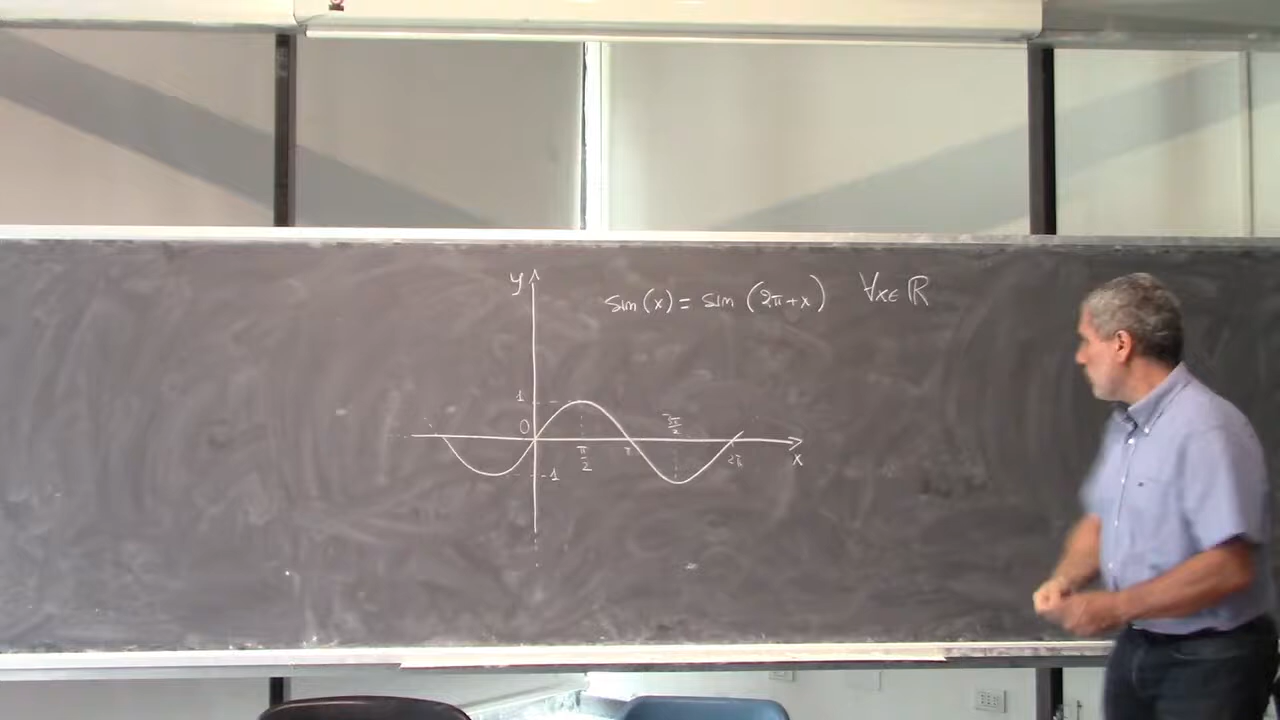 y
sin (x) = sin (2π+x) ∀x∈ℝ
1
0
3π/2
π/2
π
2π
x
-1